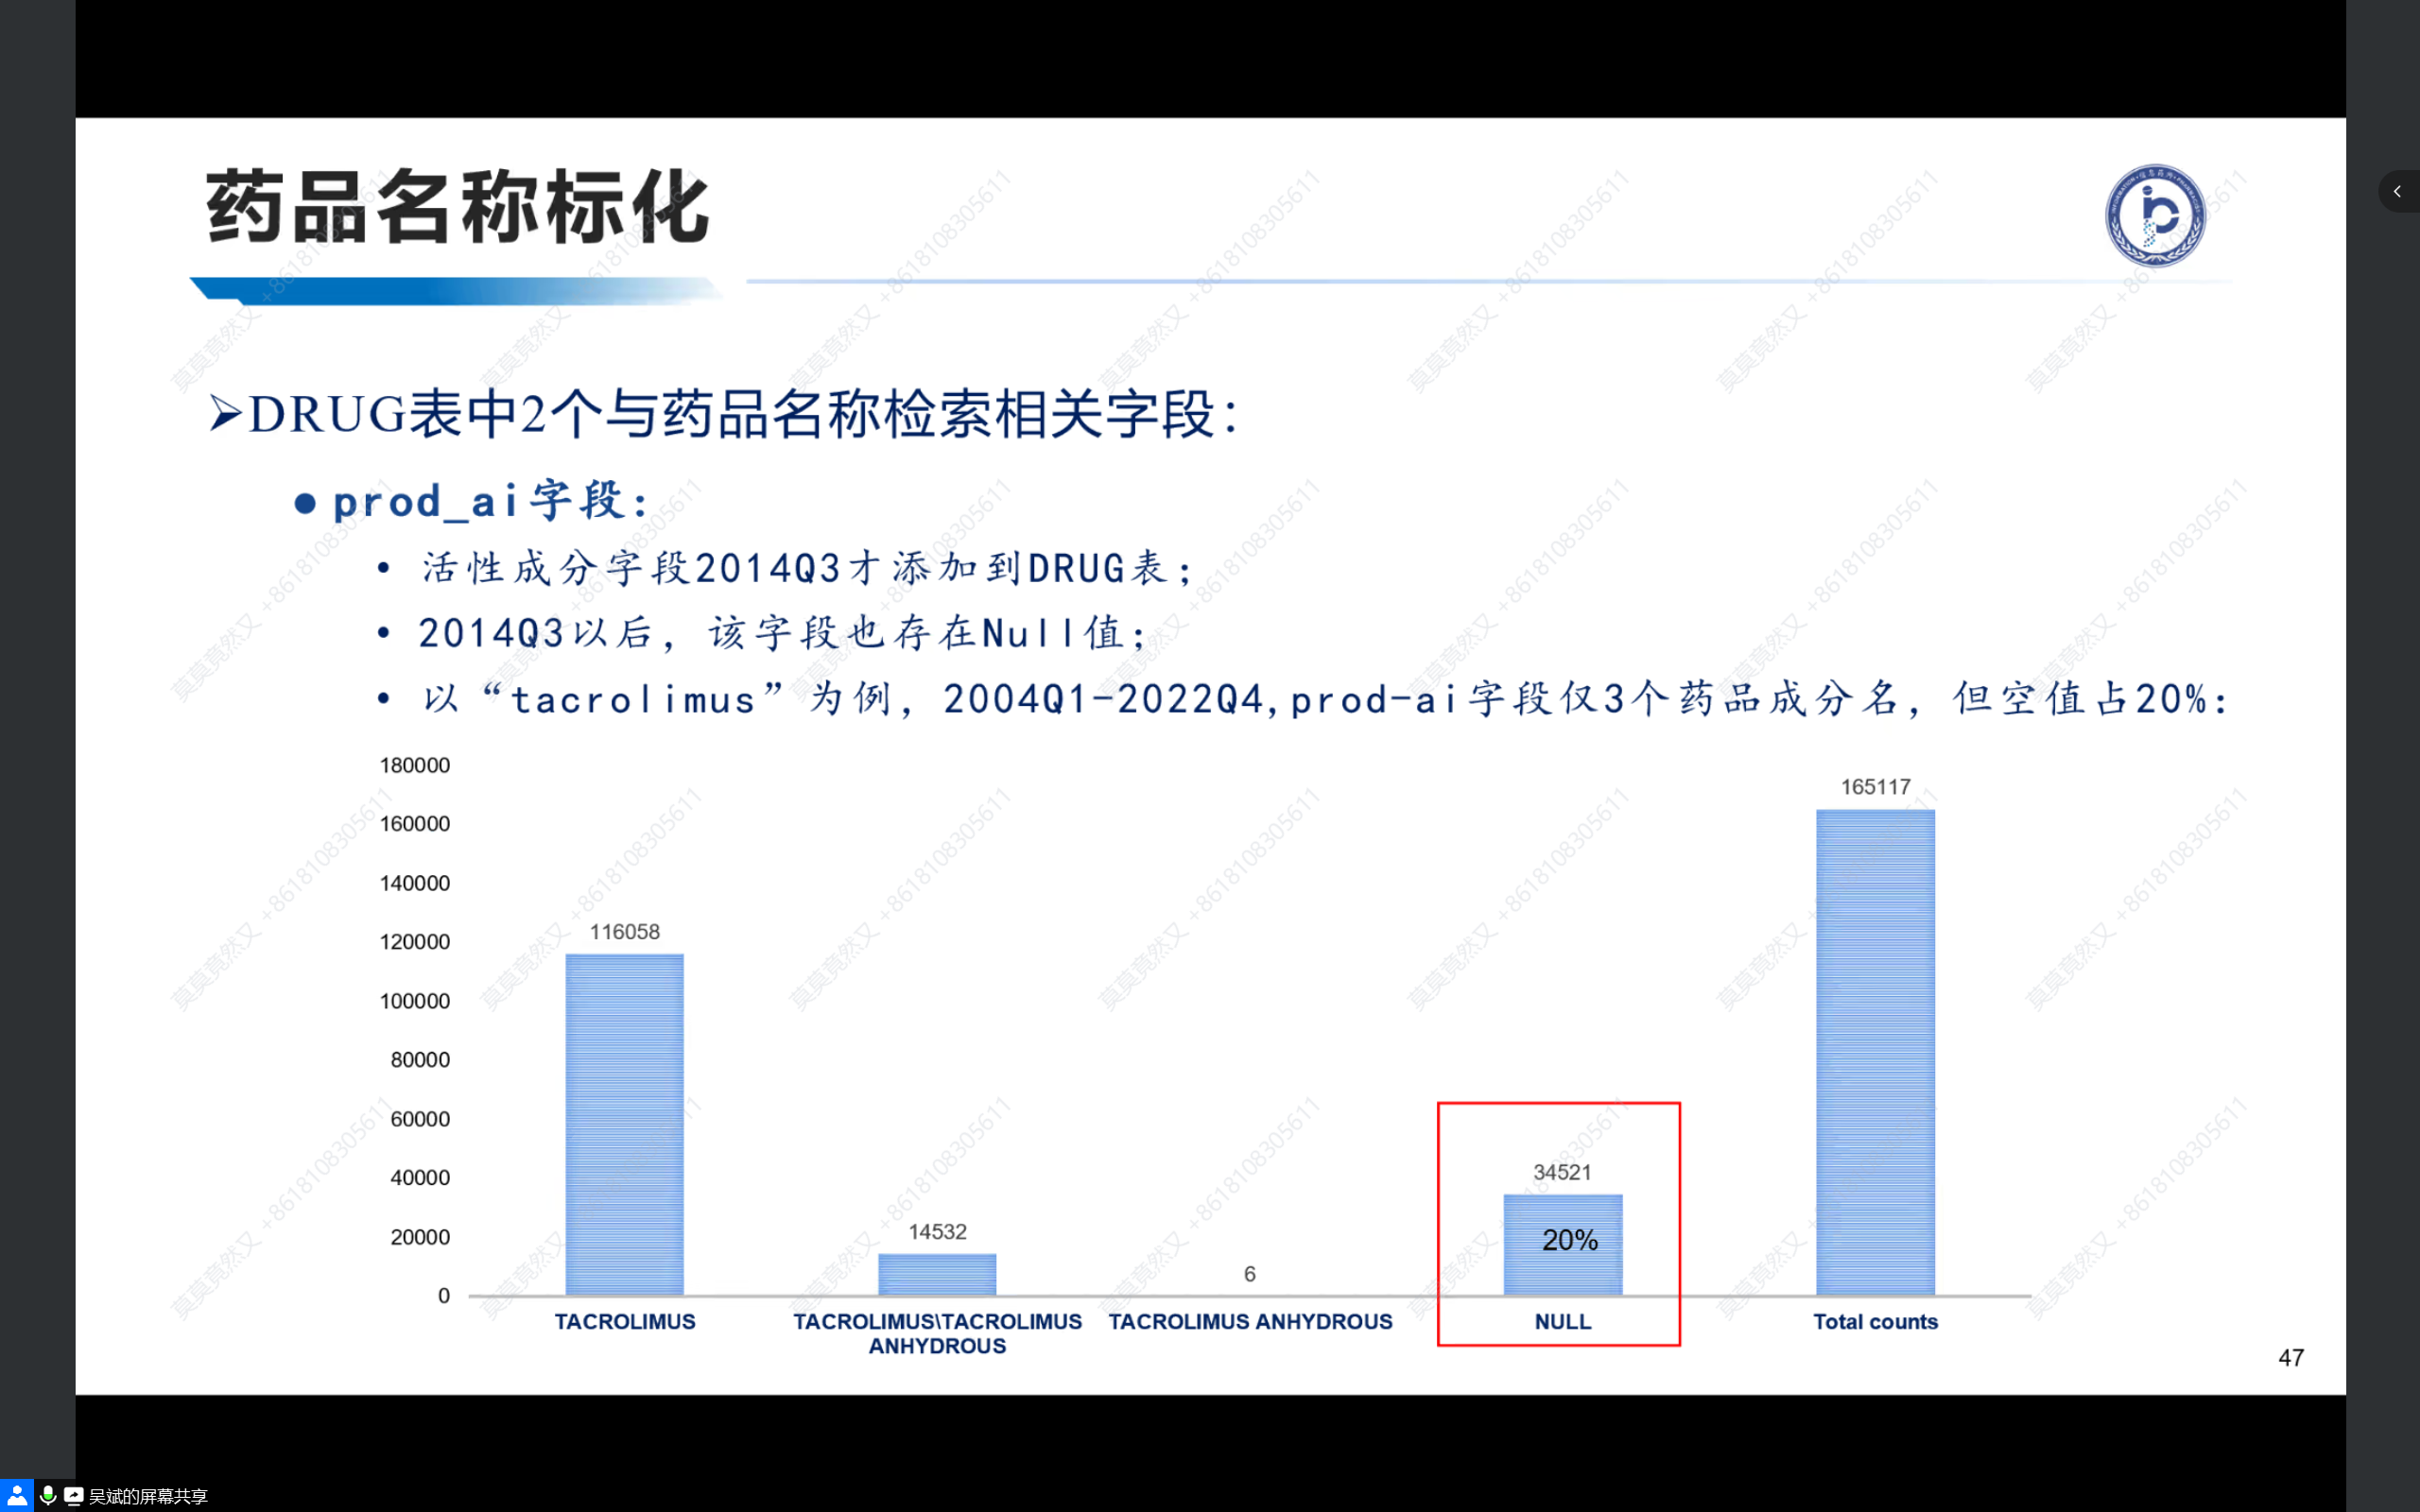 药品名称标化
➢DRUG表中2个与药品名称检索相关字段：
●prod_ai字段：
• 活性成分字段2014Q3才添加到DRUG表；
• 2014Q3以后，该字段也存在Null值；
• 以“tacrolimus”为例，2004Q1-2022Q4,prod-ai字段仅3个药品成分名，但空值占20%：
180000
160000
140000
120000
100000
80000
60000
40000
20000
0
116058
14532
6
34521
20%
165117
TACROLIMUS
TACROLIMUS\TACROLIMUS
ANHYDROUS
TACROLIMUS ANHYDROUS
NULL
Total counts
47
莫莫竟然又 +8618108305611
吴斌的屏幕共享